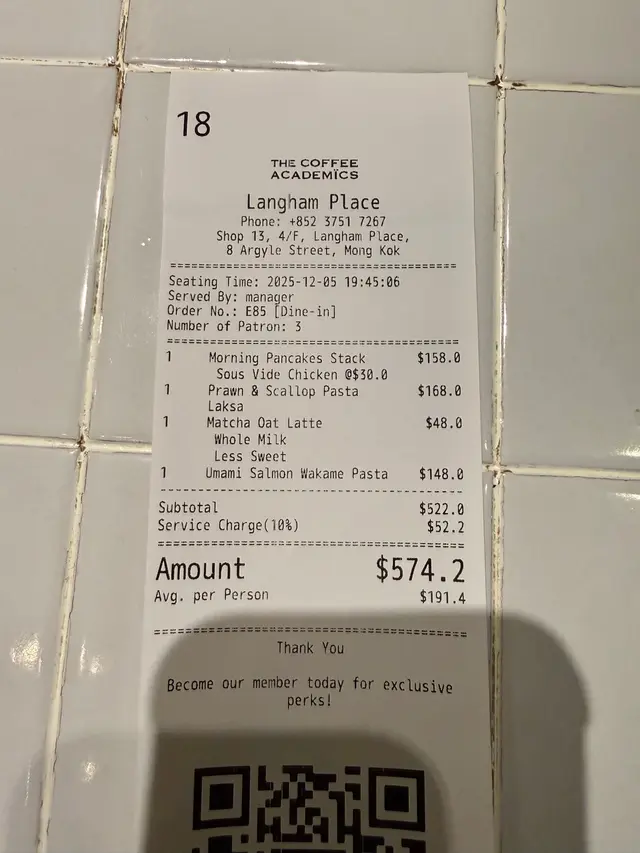 18
THE COFFEE
ACADEMÏCS
Langham Place
Phone: +852 3751 7267
Shop 13, 4/F, Langham Place,
8 Argyle Street, Mong Kok
Seating Time: 2025-12-05 19:45:06
Served By: manager
Order No.: E85 [Dine-in]
Number of Patron: 3
1 Morning Pancakes Stack $158.0
Sous Vide Chicken @$30.0
1 Prawn & Scallop Pasta $168.0
Laksa
1 Matcha Oat Latte $48.0
Whole Milk
Less Sweet
1 Umami Salmon Wakame Pasta $148.0
Subtotal $522.0
Service Charge(10%) $52.2
Amount $574.2
Avg. per Person $191.4
Thank You
Become our member today for exclusive
perks!